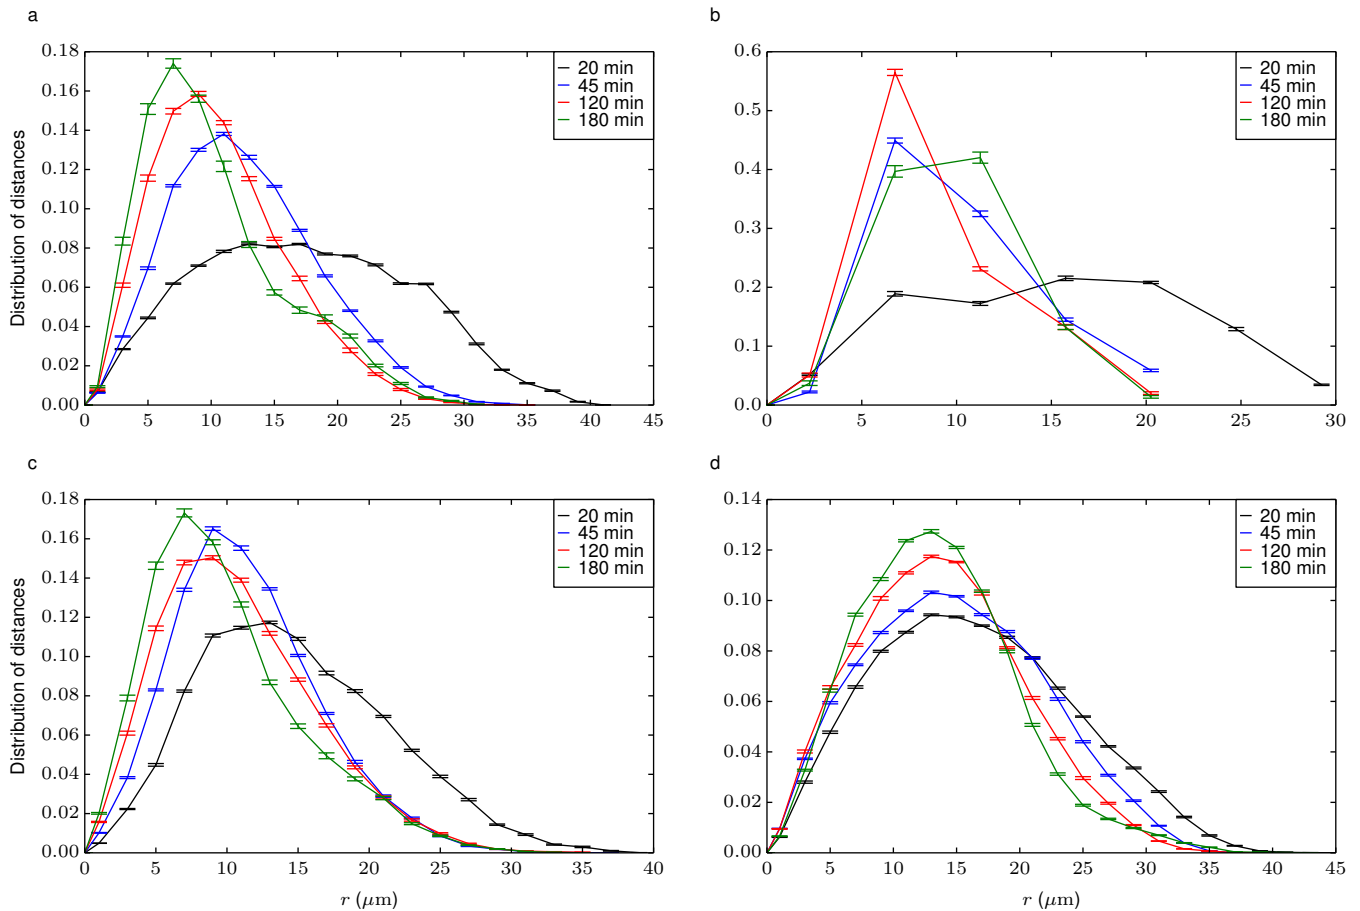 a
Distribution of distances
0.18
0.16
0.14
0.12
0.10
0.08
0.06
0.04
0.02
0.00
0 5 10 15 20 25 30 35 40 45
20 min
45 min
120 min
180 min
b
0.6
0.5
0.4
0.3
0.2
0.1
0.0
0 5 10 15 20 25 30
20 min
45 min
120 min
180 min
c
Distribution of distances
0.18
0.16
0.14
0.12
0.10
0.08
0.06
0.04
0.02
0.00
0 5 10 15 20 25 30 35 40
r (μm)
20 min
45 min
120 min
180 min
d
0.14
0.12
0.10
0.08
0.06
0.04
0.02
0.00
0 5 10 15 20 25 30 35 40 45
r (μm)
20 min
45 min
120 min
180 min